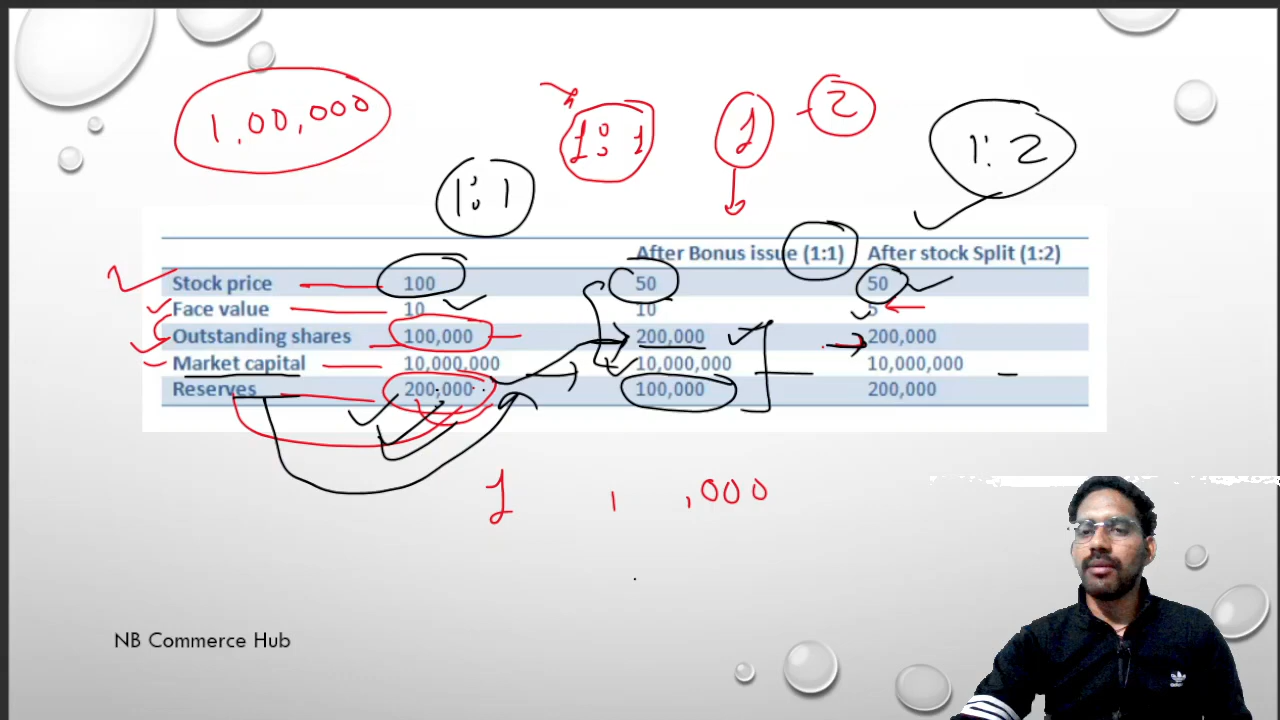 1,00,000
1:1
1
2
1:2
1:1
After Bonus issue (1:1) After stock Split (1:2)
Stock price 100 50 50
Face value 10 10 5
Outstanding shares 100,000 200,000 200,000
Market capital 10,000,000 10,000,000 10,000,000
Reserves 200,000 100,000 200,000
1 , ,000
NB Commerce Hub